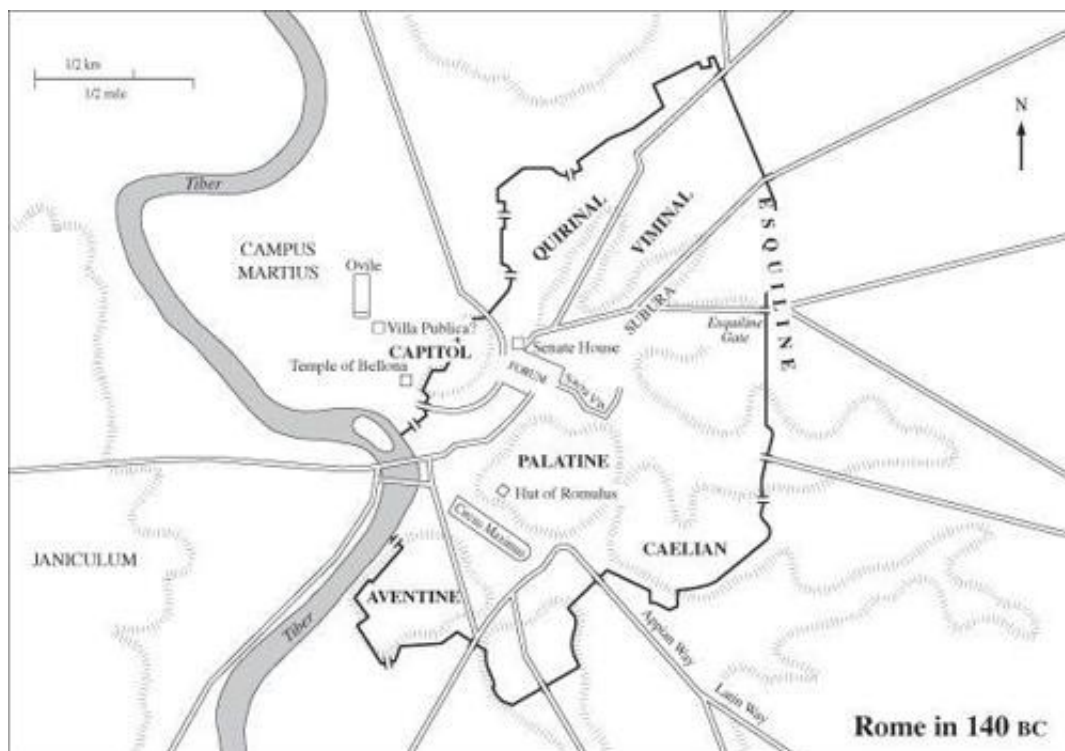 1/2 km
1/2 mile
N
Tiber
CAMPUS
MARTIUS
Ovile
QUIRINAL
VIMINAL
ESQUILINE
Villa Publica?
CAPITOL
Senate House
SUBURA
Esquiline
Gate
Temple of Bellona
FORUM
Sacra Via
PALATINE
Hut of Romulus
Circus Maximus
JANICULUM
CAELIAN
AVENTINE
Tiber
Appian Way
Latin Way
Rome in 140 BC